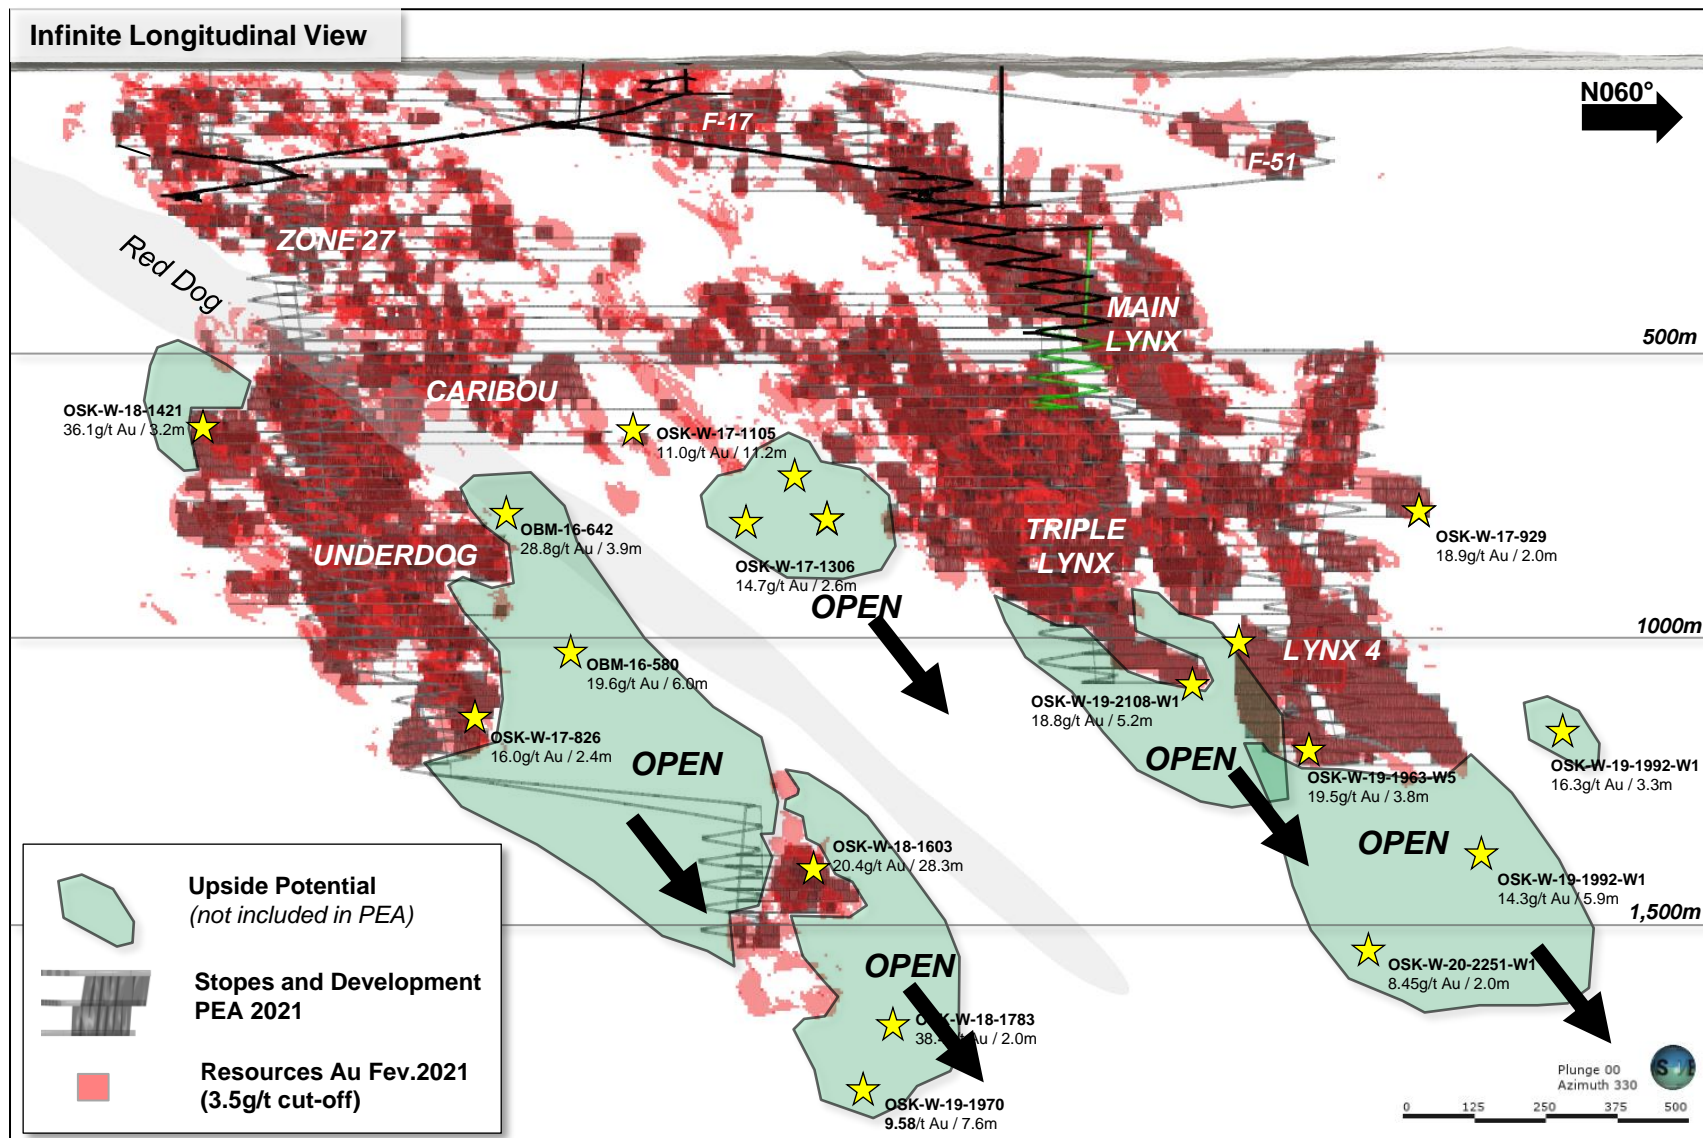 Infinite Longitudinal View
N060°
F-17
F-51
ZONE 27
Red Dog
MAIN
LYNX
500m
CARIBOU
OSK-W-18-1421
36.1g/t Au / 3.2m
OSK-W-17-1105
11.0g/t Au / 11.2m
OBM-16-642
28.8g/t Au / 3.9m
UNDERDOG
OSK-W-17-1306
14.7g/t Au / 2.6m
TRIPLE
LYNX
OSK-W-17-929
18.9g/t Au / 2.0m
OPEN
1000m
LYNX 4
OBM-16-580
19.6g/t Au / 6.0m
OSK-W-19-2108-W1
18.8g/t Au / 5.2m
OSK-W-17-826
16.0g/t Au / 2.4m
OPEN
OPEN
OSK-W-19-1963-W5
19.5g/t Au / 3.8m
OSK-W-19-1992-W1
16.3g/t Au / 3.3m
OSK-W-18-1603
20.4g/t Au / 28.3m
OPEN
OSK-W-19-1992-W1
14.3g/t Au / 5.9m
1,500m
OPEN
OSK-W-20-2251-W1
8.45g/t Au / 2.0m
OSK-W-18-1783
Au / 2.0m
OSK-W-19-1970
9.58/t Au / 7.6m
Upside Potential
(not included in PEA)
Stopes and Development
PEA 2021
Resources Au Fev.2021
(3.5g/t cut-off)
Plunge 00
Azimuth 330
0 125 250 375 500